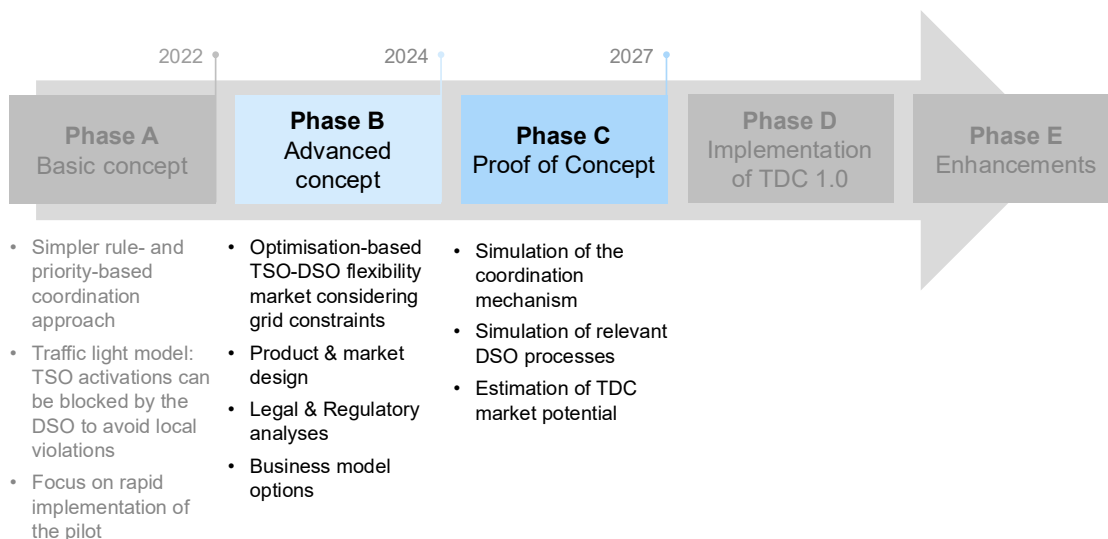 2022
2024
2027
Phase A
Basic concept
Phase B
Advanced
concept
Phase C
Proof of Concept
Phase D
Implementation
of TDC 1.0
Phase E
Enhancements
• Simpler rule- and
priority-based
coordination
approach
• Traffic light model:
TSO activations can
be blocked by the
DSO to avoid local
violations
• Focus on rapid
implementation of
the pilot
• Optimisation-based
TSO-DSO flexibility
market considering
grid constraints
• Product & market
design
• Legal & Regulatory
analyses
• Business model
options
• Simulation of the
coordination
mechanism
• Simulation of relevant
DSO processes
• Estimation of TDC
market potential